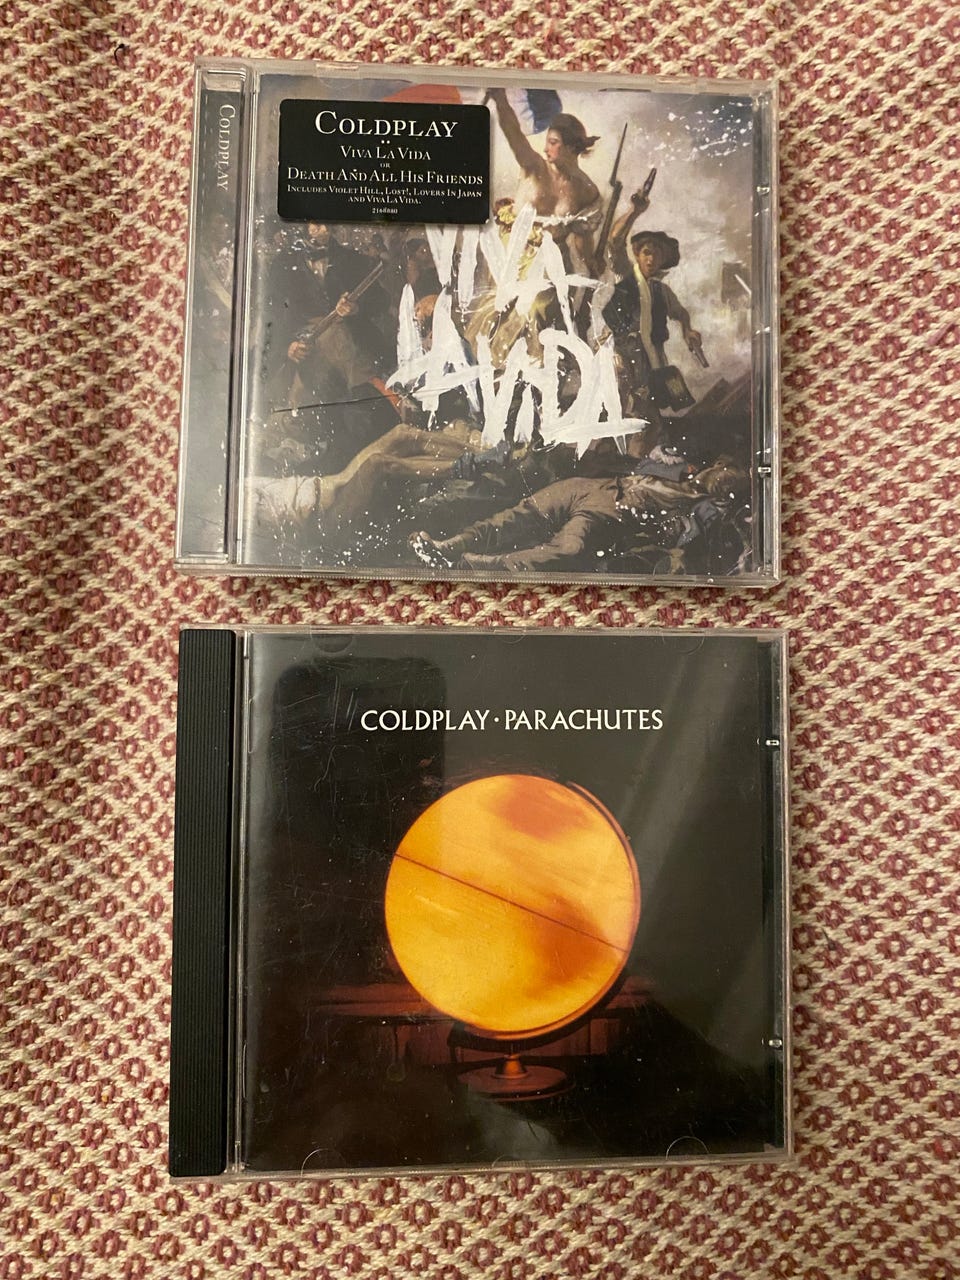 COLDPLAY
COLDPLAY
VIVA LA VIDA
OR
DEATH AND ALL HIS FRIENDS
INCLUDES VIOLET HILL, LOST!, LOVERS IN JAPAN
AND VIVA LA VIDA.
2168880
VIVA
LA VIDA
COLDPLAY · PARACHUTES